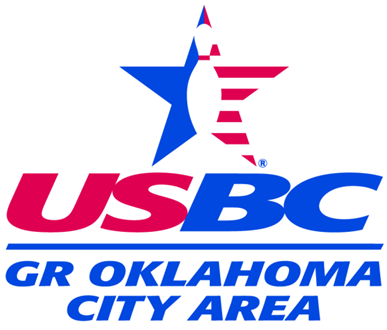 ®
USBC
GR OKLAHOMA
CITY AREA